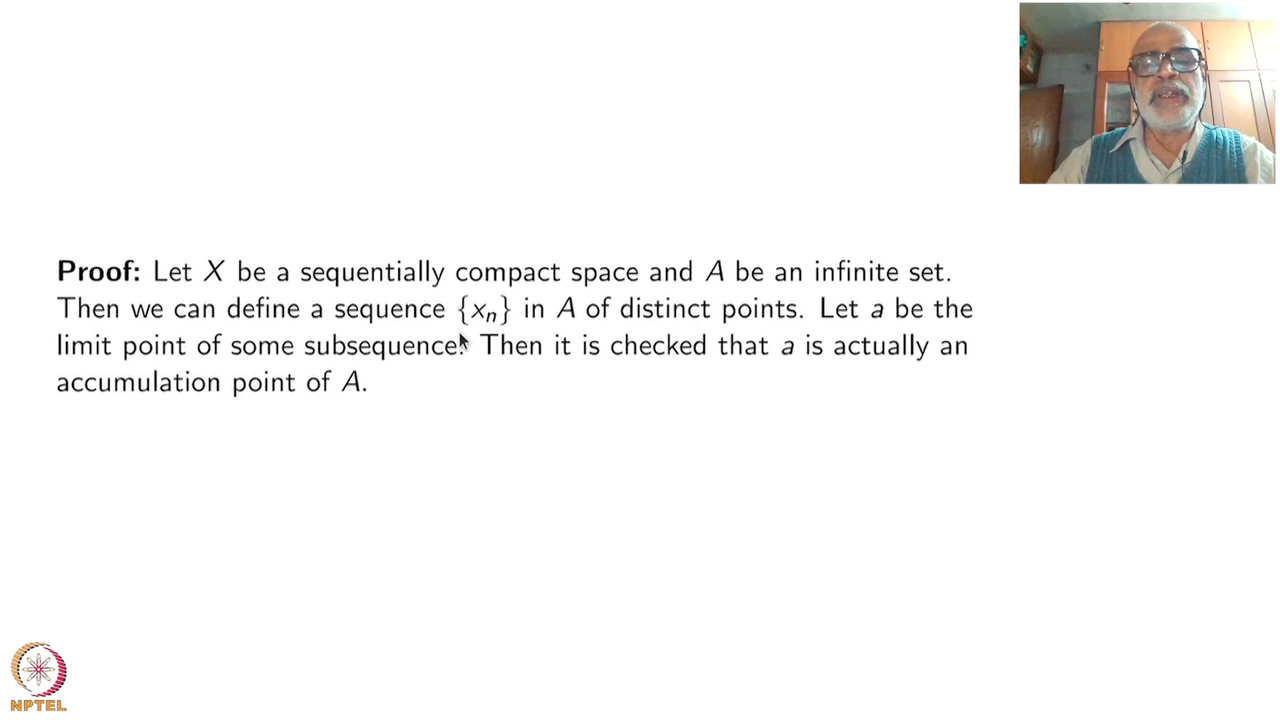 Proof: Let X be a sequentially compact space and A be an infinite set.
Then we can define a sequence {xₙ} in A of distinct points. Let a be the
limit point of some subsequence. Then it is checked that a is actually an
accumulation point of A.
NPTEL